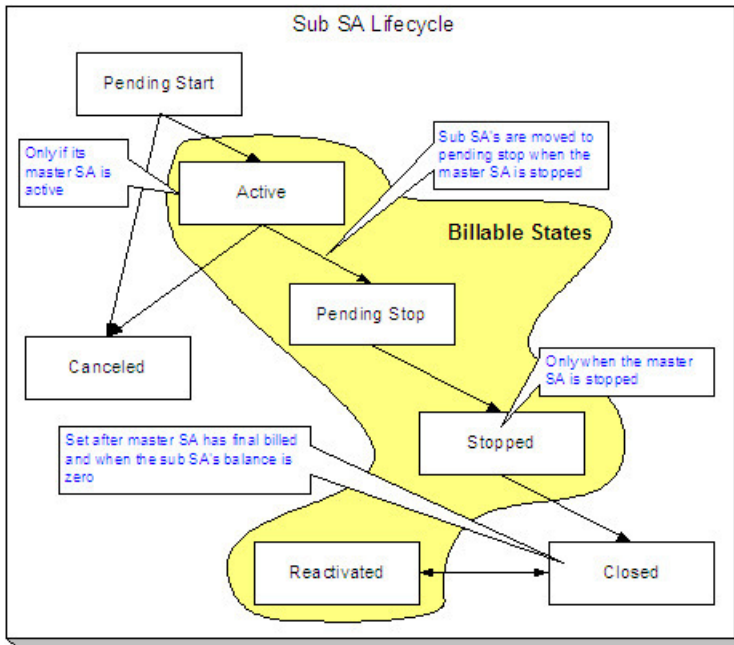 Sub SA Lifecycle
Pending Start
Only if its
master SA is
active
Sub SA's are moved to
pending stop when the
master SA is stopped
Active
Billable States
Pending Stop
Canceled
Only when the master
SA is stopped
Stopped
Set after master SA has final billed
and when the sub SA's balance is
zero
Reactivated
Closed